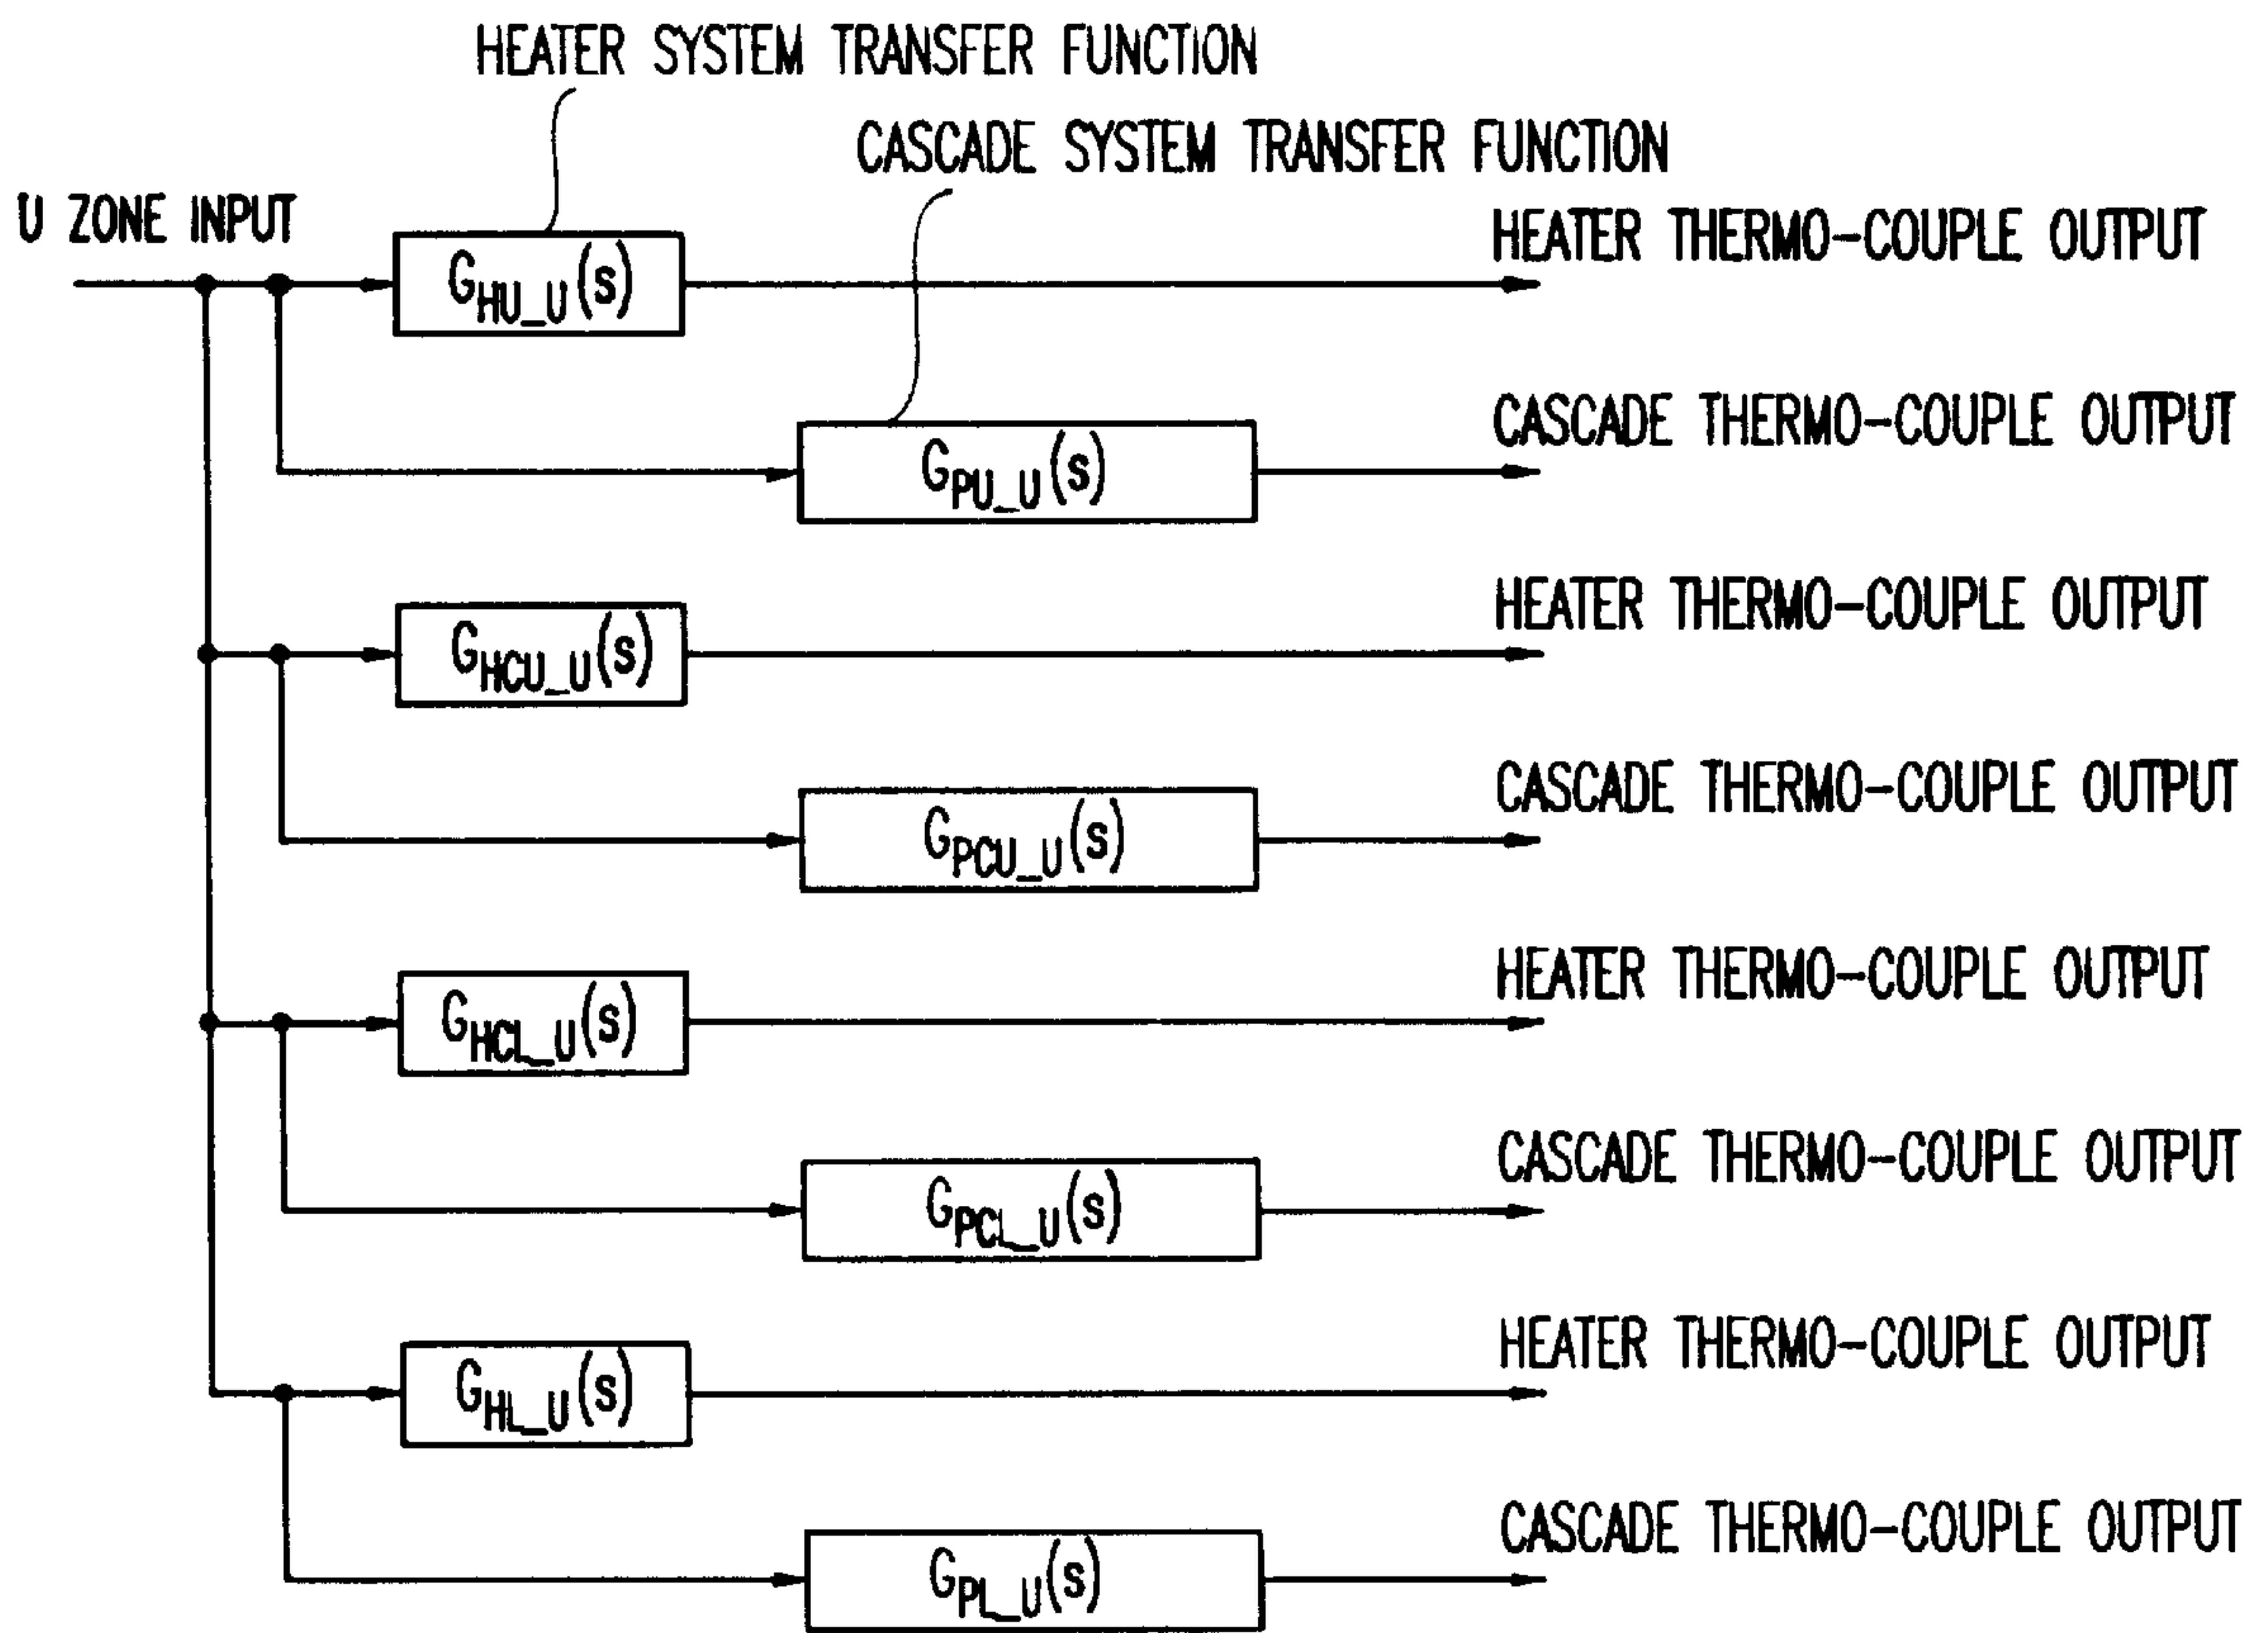 HEATER SYSTEM TRANSFER FUNCTION
CASCADE SYSTEM TRANSFER FUNCTION
U ZONE INPUT
HEATER THERMO-COUPLE OUTPUT
G_HU_U(s)
CASCADE THERMO-COUPLE OUTPUT
G_PU_U(s)
HEATER THERMO-COUPLE OUTPUT
G_HCU_U(s)
CASCADE THERMO-COUPLE OUTPUT
G_PCU_U(s)
HEATER THERMO-COUPLE OUTPUT
G_HCL_U(s)
CASCADE THERMO-COUPLE OUTPUT
G_PCL_U(s)
HEATER THERMO-COUPLE OUTPUT
G_HL_U(s)
CASCADE THERMO-COUPLE OUTPUT
G_PL_U(s)